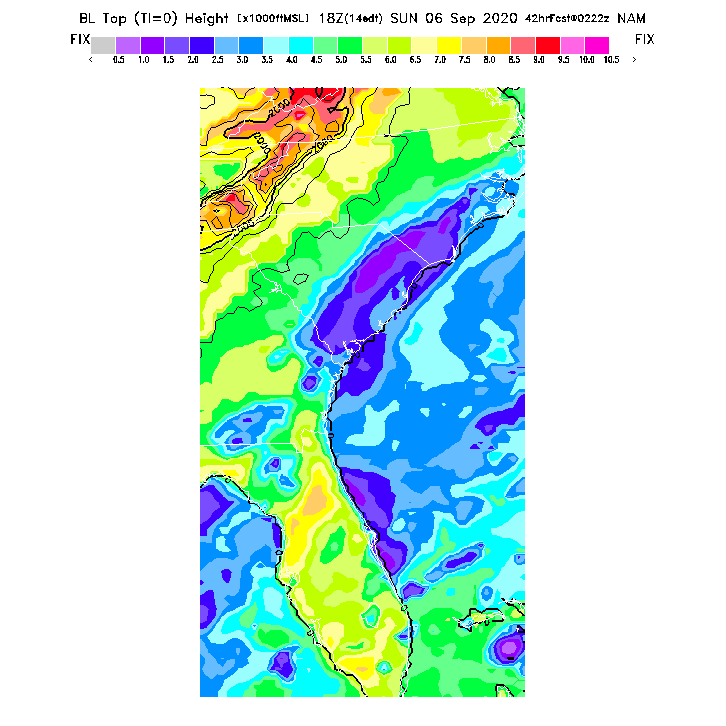 BL Top (TI=0) Height [x1000ftMSL] 18Z(14edt) SUN 06 Sep 2020 42hrFcst@0222z NAM
FIX FIX
< 0.5 1.0 1.5 2.0 2.5 3.0 3.5 4.0 4.5 5.0 5.5 6.0 6.5 7.0 7.5 8.0 8.5 9.0 9.5 10.0 10.5 >
2000
2000
2000